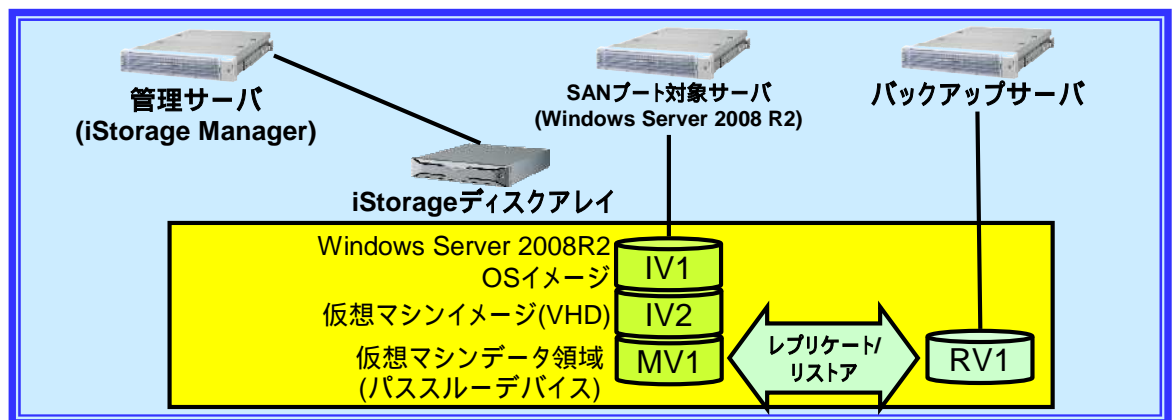 管理サーバ
(iStorage Manager)
SANブート対象サーバ
(Windows Server 2008 R2)
バックアップサーバ
iStorageディスクアレイ
Windows Server 2008R2
OSイメージ
IV1
仮想マシンイメージ(VHD)
IV2
仮想マシンデータ領域
(パススルーデバイス)
MV1
レプリケート/
リストア
RV1